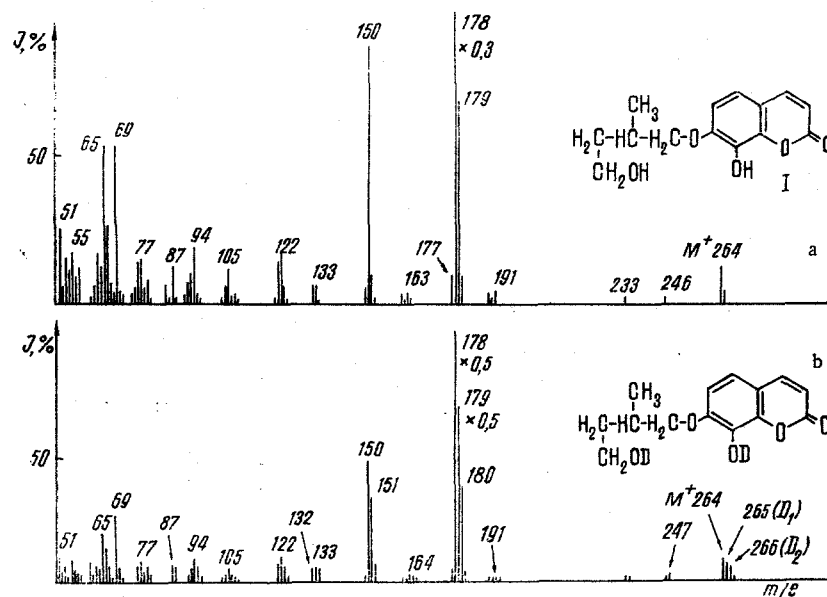 J,%
50
51
55
65
69
77
87
94
105
122
133
150
163
177
178
× 0,3
179
191
233
246
M⁺264
a
CH₃
H₂C-HC-H₂C-O
CH₂OH
OH
O
O
I
J,%
50
51
65
69
77
87
94
105
122
132
133
150
151
164
178
× 0,5
179
× 0,5
180
191
247
M⁺264
265 (D₁)
266 (D₂)
m/e
b
CH₃
H₂C-HC-H₂C-O
CH₂OD
OD
O
O